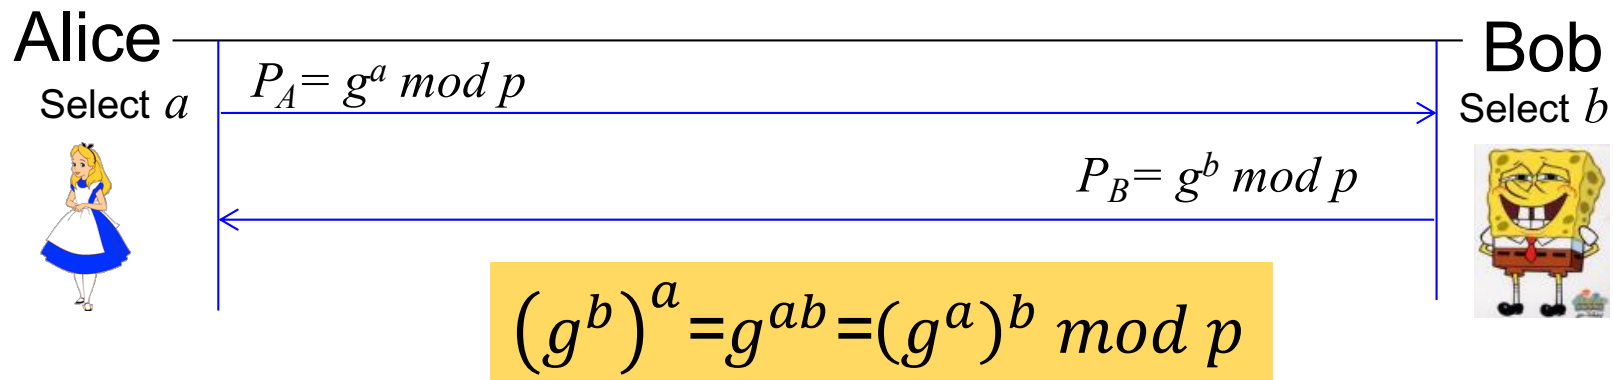 Alice
Bob
Select a
P_A= g^a mod p
Select b
P_B= g^b mod p
(g^b)^a=g^{ab}=(g^a)^b mod p